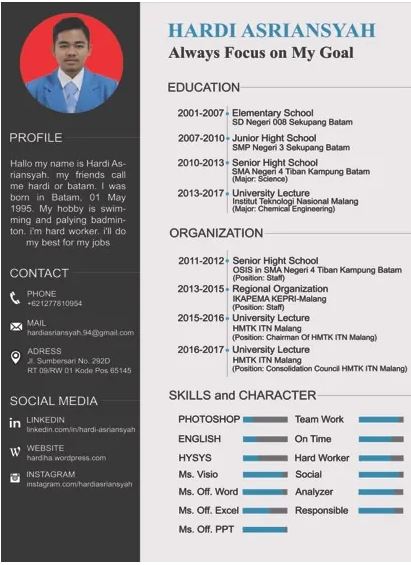 HARDI ASRIANSYAH
Always Focus on My Goal
PROFILE
Hallo my name is Hardi As-
riansyah. my friends call
me hardi or batam. I was
born in Batam, 01 May
1995. My hobby is swim-
ming and palying badmin-
ton. i'm hard worker. i'll do
my best for my jobs
CONTACT
PHONE
+621277810954
MAIL
hardiasriansyah.94@gmail.com
ADRESS
Jl. Sumbersari No. 292D
RT 09/RW 01 Kode Pos 65145
SOCIAL MEDIA
in LINKEDIN
linkedin.com/in/hardi-asriansyah
W WEBSITE
hardiha.wordpress.com
INSTAGRAM
instagram.com/hardiasriansyah
EDUCATION
2001-2007 Elementary School
SD Negeri 008 Sekupang Batam
2007-2010 Junior Hight School
SMP Negeri 3 Sekupang Batam
2010-2013 Senior Hight School
SMA Negeri 4 Tiban Kampung Batam
(Major: Science)
2013-2017 University Lecture
Institut Teknologi Nasional Malang
(Major: Chemical Engineering)
ORGANIZATION
2011-2012 Senior Hight School
OSIS in SMA Negeri 4 Tiban Kampung Batam
(Position: Staff)
2013-2015 Regional Organization
IKAPEMA KEPRI-Malang
(Position: Staff)
2015-2016 University Lecture
HMTK ITN Malang
(Position: Chairman Of HMTK ITN Malang)
2016-2017 University Lecture
HMTK ITN Malang
(Position: Consolidation Council HMTK ITN Malang)
SKILLS and CHARACTER
PHOTOSHOP Team Work
ENGLISH On Time
HYSYS Hard Worker
Ms. Visio Social
Ms. Off. Word Analyzer
Ms. Off. Excel Responsible
Ms. Off. PPT